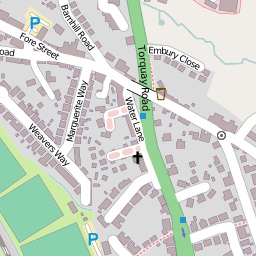 P
Barnhill Road
Fore Street
Road
Torquay Road
Embury Close
Marguerite Way
Water Lane
Weavers Way
P